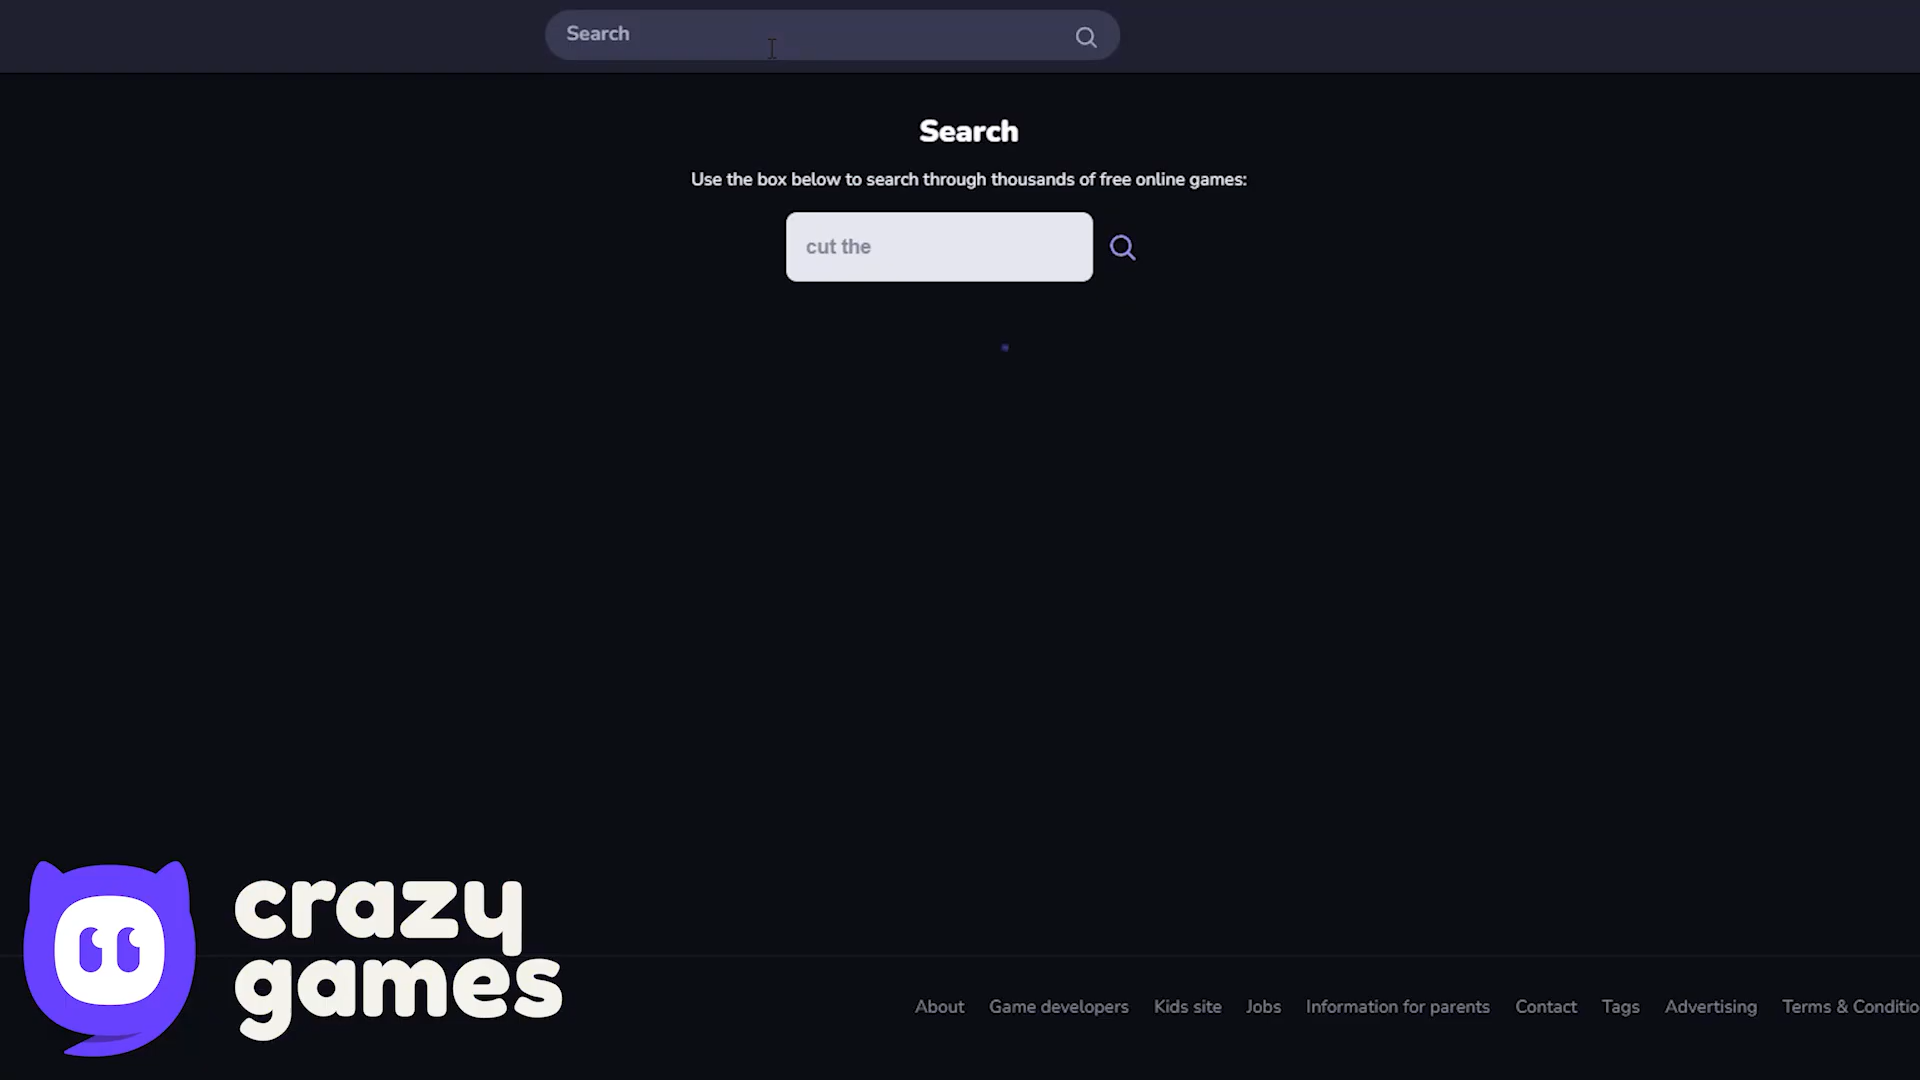 Search
Search
Use the box below to search through thousands of free online games:
cut the
crazy
games
About Game developers Kids site Jobs Information for parents Contact Tags Advertising Terms & Conditio